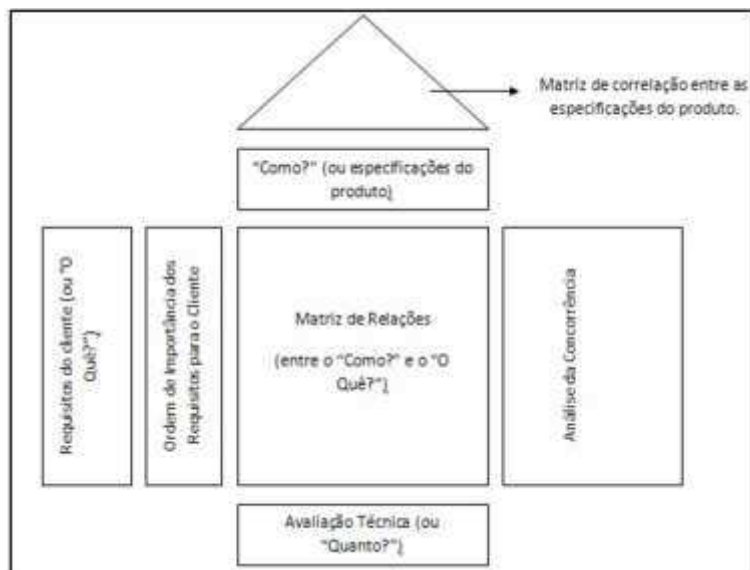 Matriz de correlação entre as
especificações do produto.
"Como?" (ou especificações do
produto)
Requisitos do cliente (ou "O
Quê?")
Ordem de Importância dos
Requisitos para o Cliente
Matriz de Relações
(entre o "Como?" e o "O
Quê?")
Análise da Concorrência
Avaliação Técnica (ou
"Quanto?")